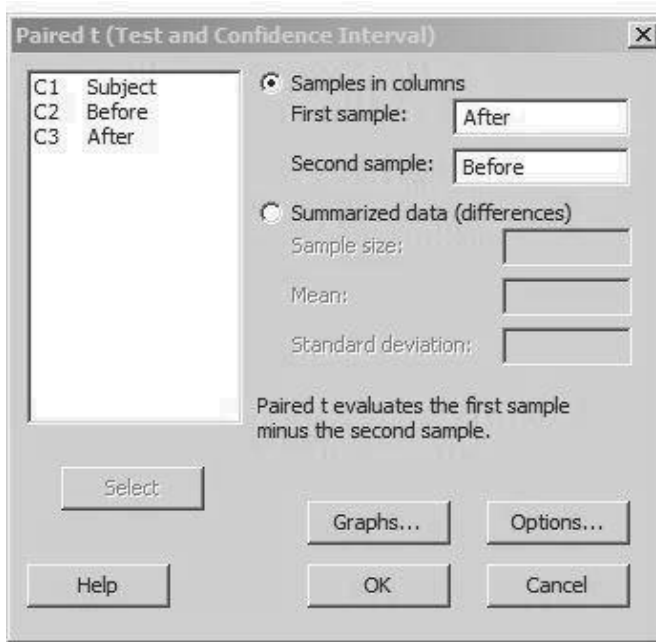 Paired t (Test and Confidence Interval)
C1 Subject
C2 Before
C3 After
Samples in columns
First sample: After
Second sample: Before
Summarized data (differences)
Sample size:
Mean:
Standard deviation:
Paired t evaluates the first sample
minus the second sample.
Select
Graphs... Options...
Help OK Cancel